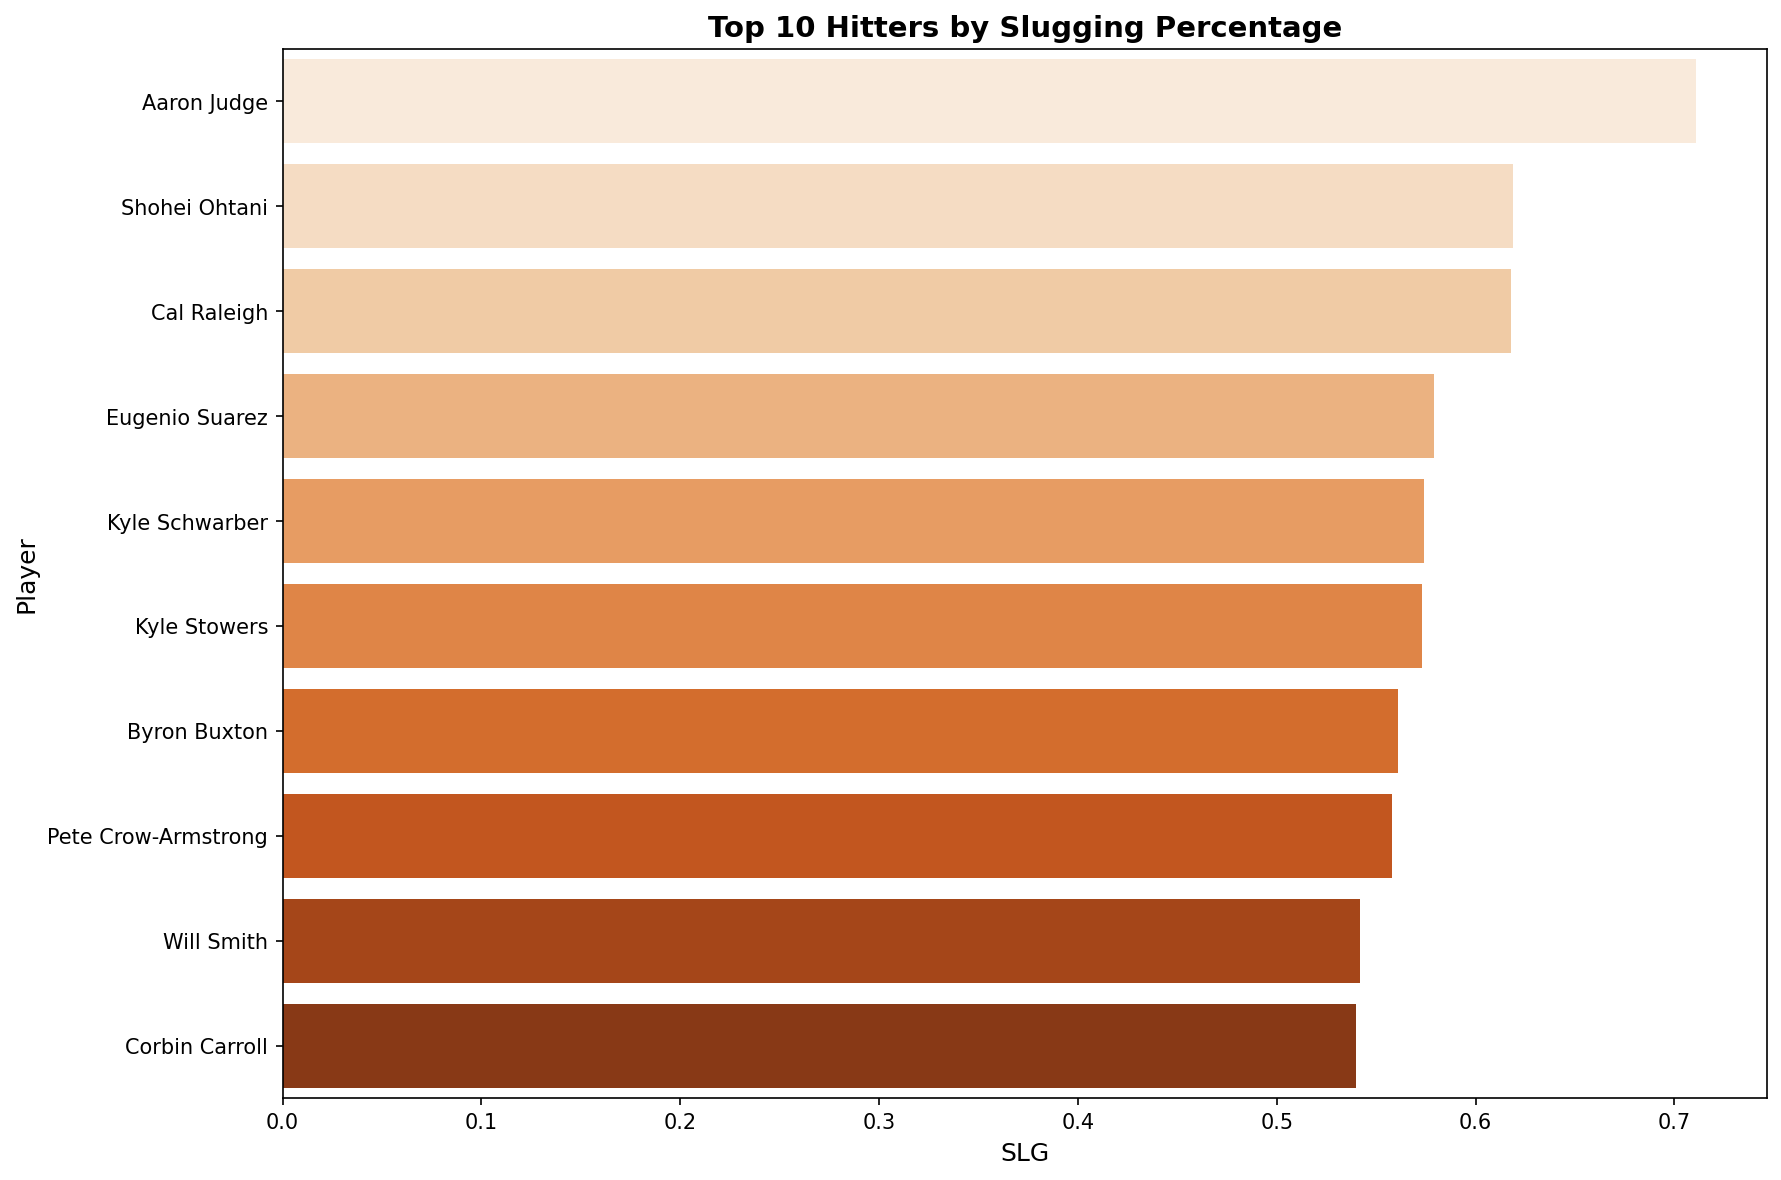 Top 10 Hitters by Slugging Percentage
Aaron Judge
Shohei Ohtani
Cal Raleigh
Eugenio Suarez
Kyle Schwarber
Kyle Stowers
Byron Buxton
Pete Crow-Armstrong
Will Smith
Corbin Carroll
Player
0.0 0.1 0.2 0.3 0.4 0.5 0.6 0.7
SLG